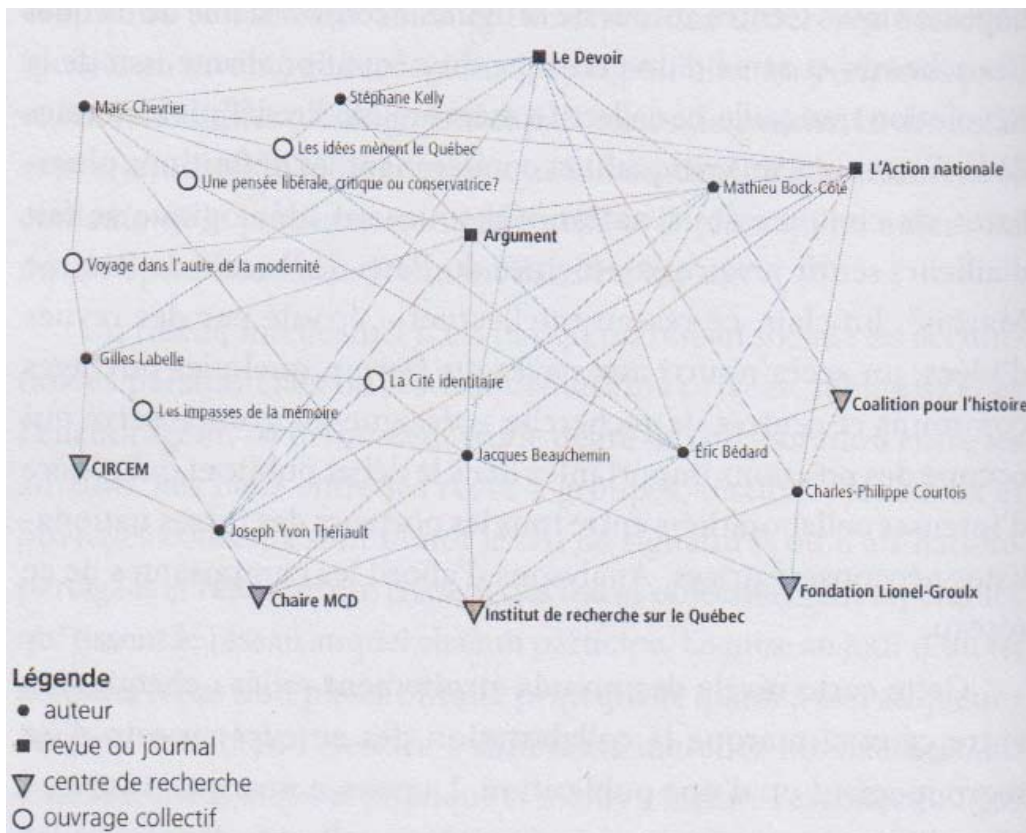 Le Devoir
Stéphane Kelly
Marc Chevrier
Les idées mènent le Québec
L'Action nationale
Une pensée libérale, critique ou conservatrice ?
Mathieu Bock-Côté
Argument
Voyage dans l'autre de la modernité
Gilles Labelle
La Cité identitaire
Coalition pour l'histoire
Les impasses de la mémoire
Éric Bédard
Jacques Beauchemin
CIRCEM
Charles-Philippe Courtois
Joseph Yvon Thériault
Fondation Lionel-Groulx
Chaire MCD
Institut de recherche sur le Québec
Légende
auteur
revue ou journal
centre de recherche
ouvrage collectif